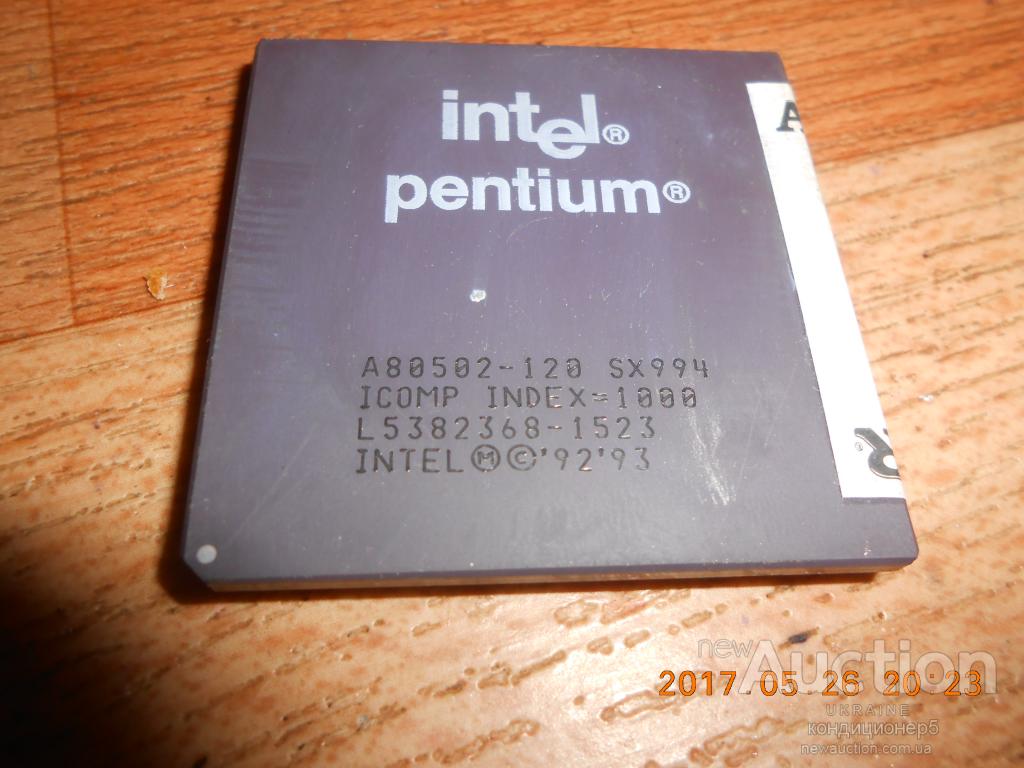 intel®
pentium®
A80502-120 SX994
ICOMP INDEX=1000
L5382368-1523
INTELⓂ©'92'93
A
R
®
newAuction
2017.05.26 20:23
UKRAINE
кондиционер5
newauction.com.ua